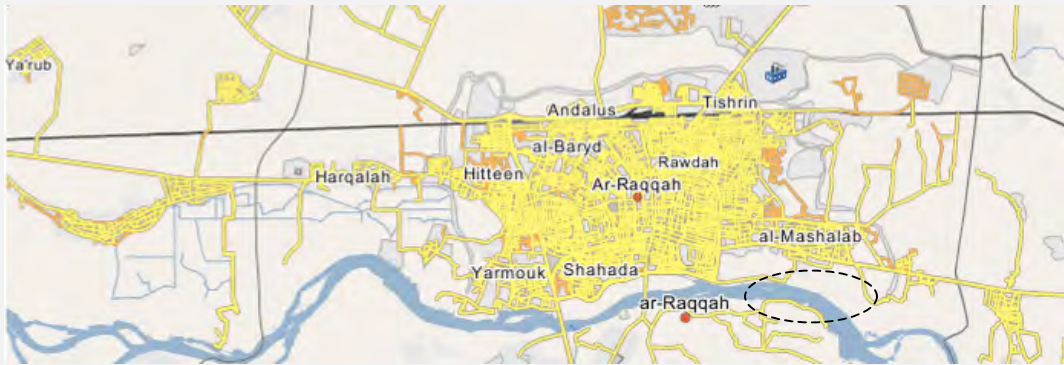 Ya'rub
Andalus
Tishrin
al-Baryd
Rawdah
Harqalah
Hitteen
Ar-Raqqah
al-Mashalab
Yarmouk
Shahada
ar-Raqqah